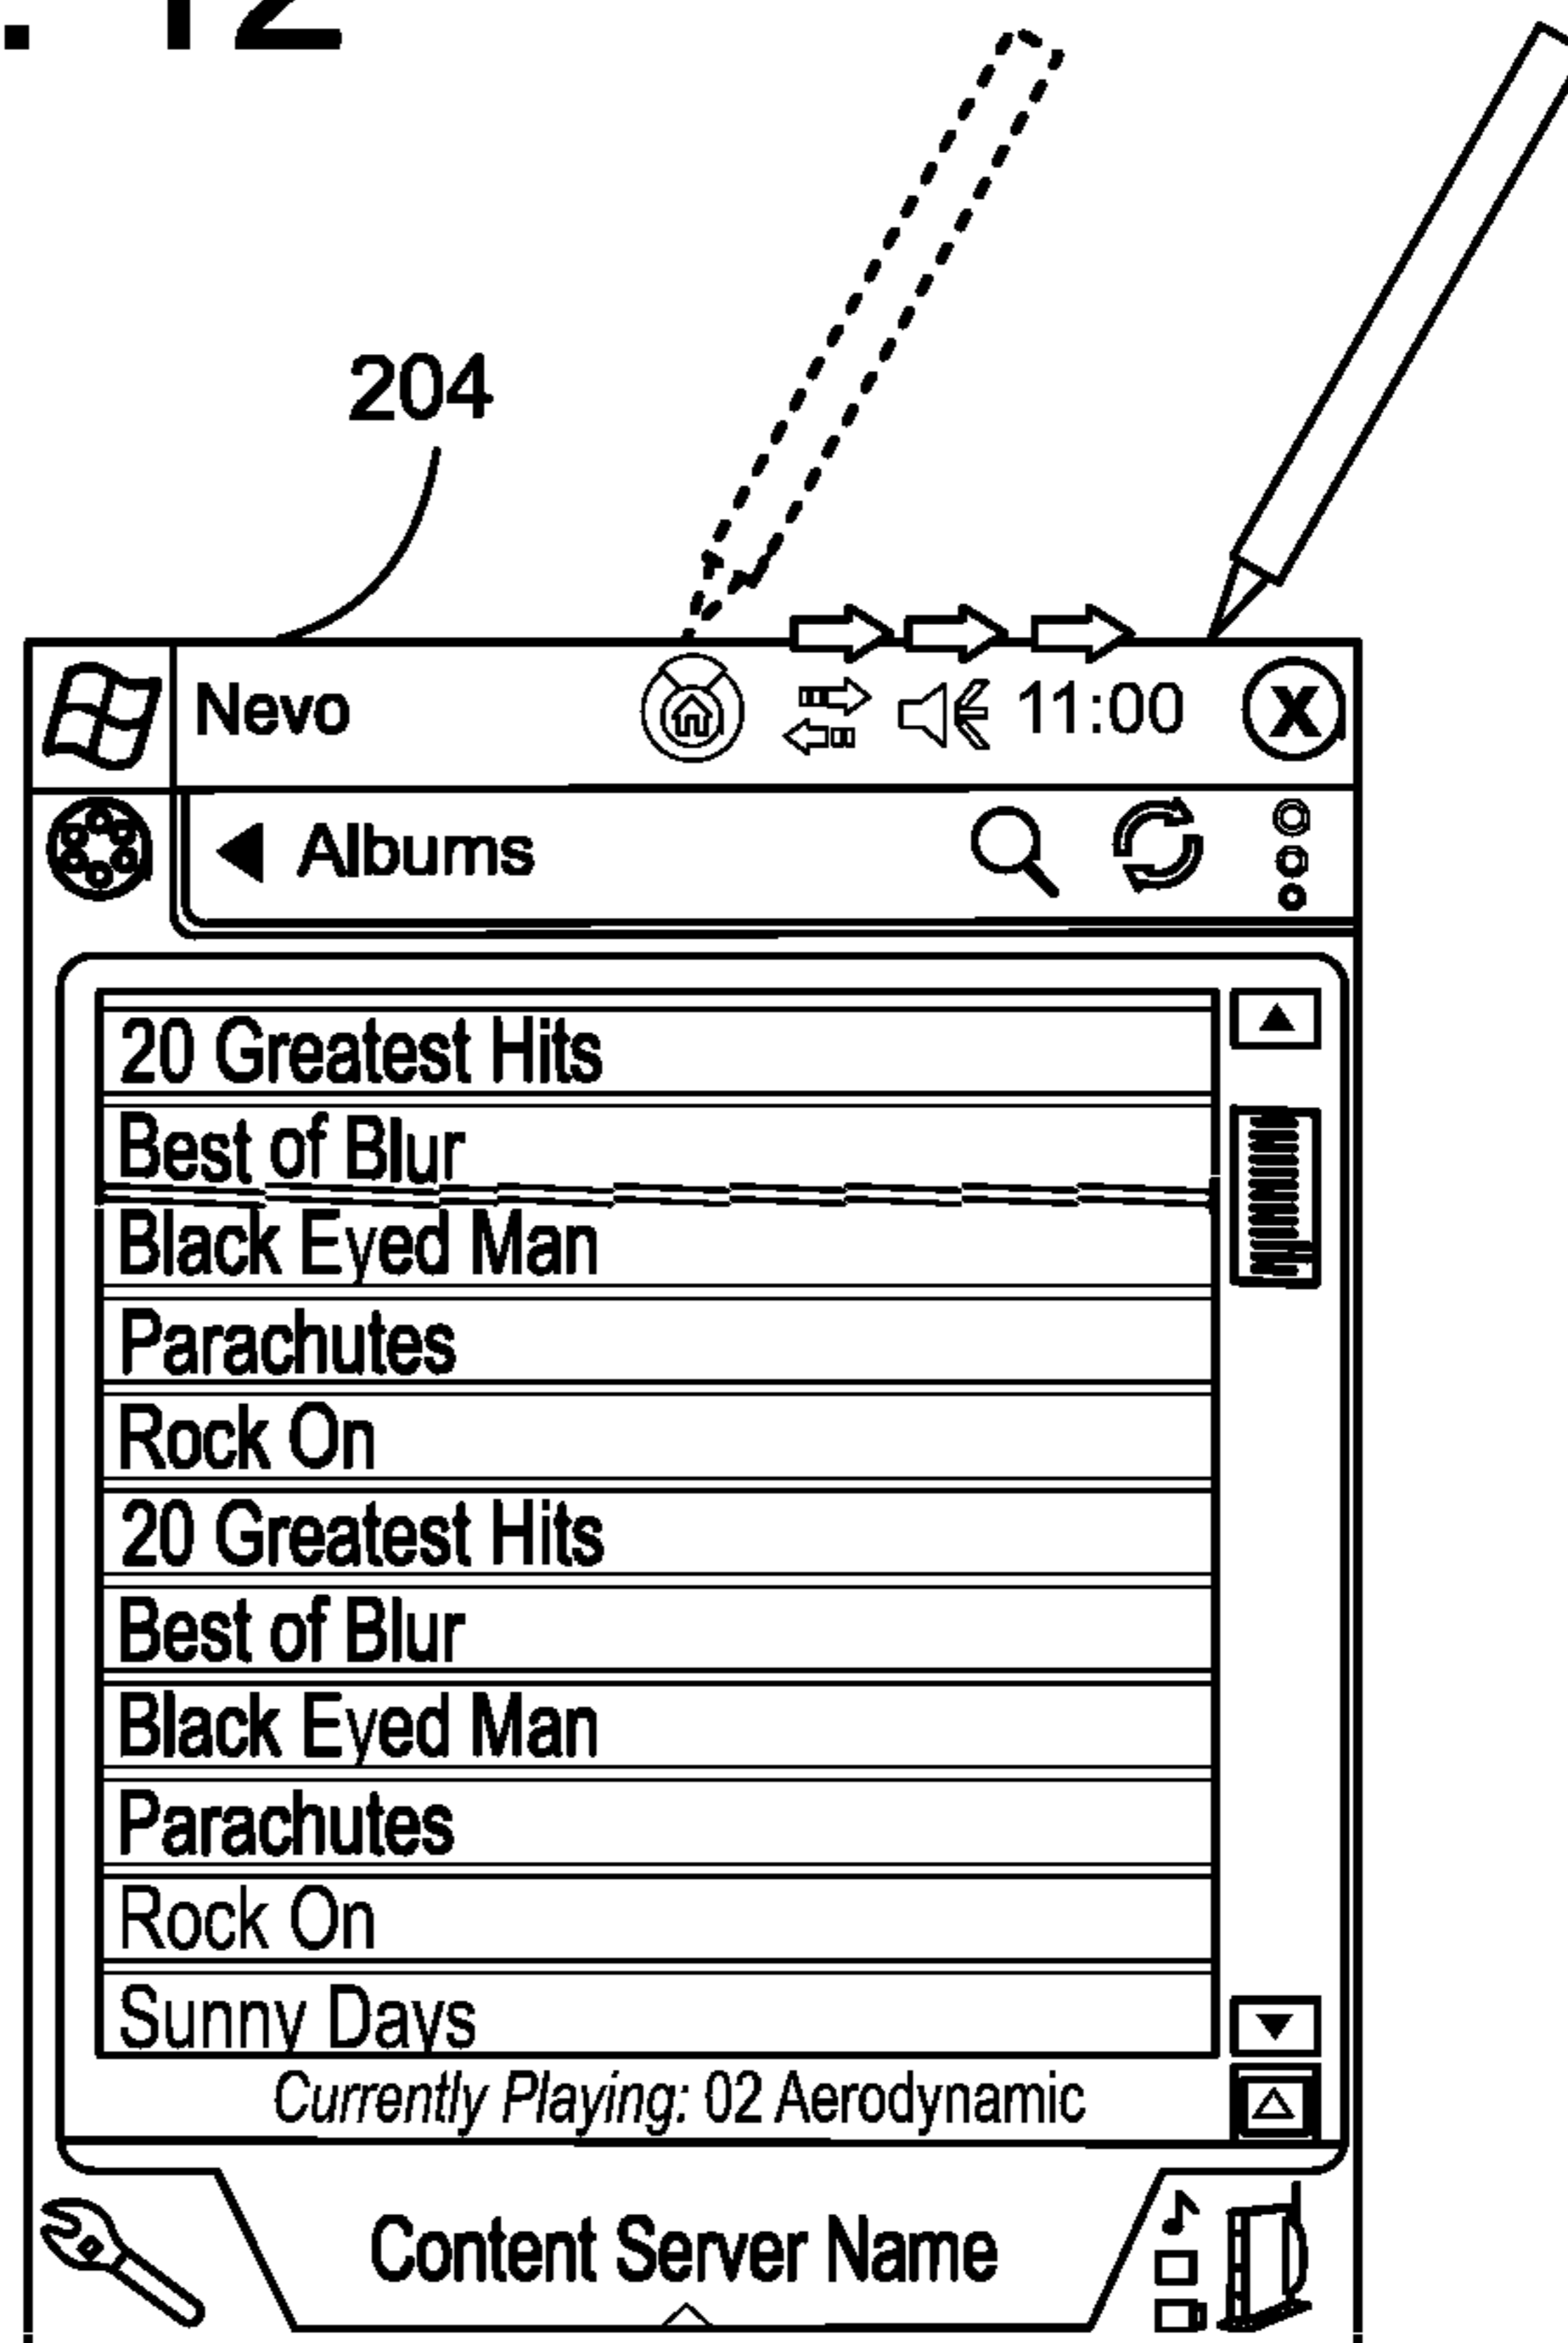 . 12
204
Nevo 11:00 X
Albums
20 Greatest Hits
Best of Blur
Black Eyed Man
Parachutes
Rock On
20 Greatest Hits
Best of Blur
Black Eyed Man
Parachutes
Rock On
Sunny Days
Currently Playing: 02 Aerodynamic
Content Server Name